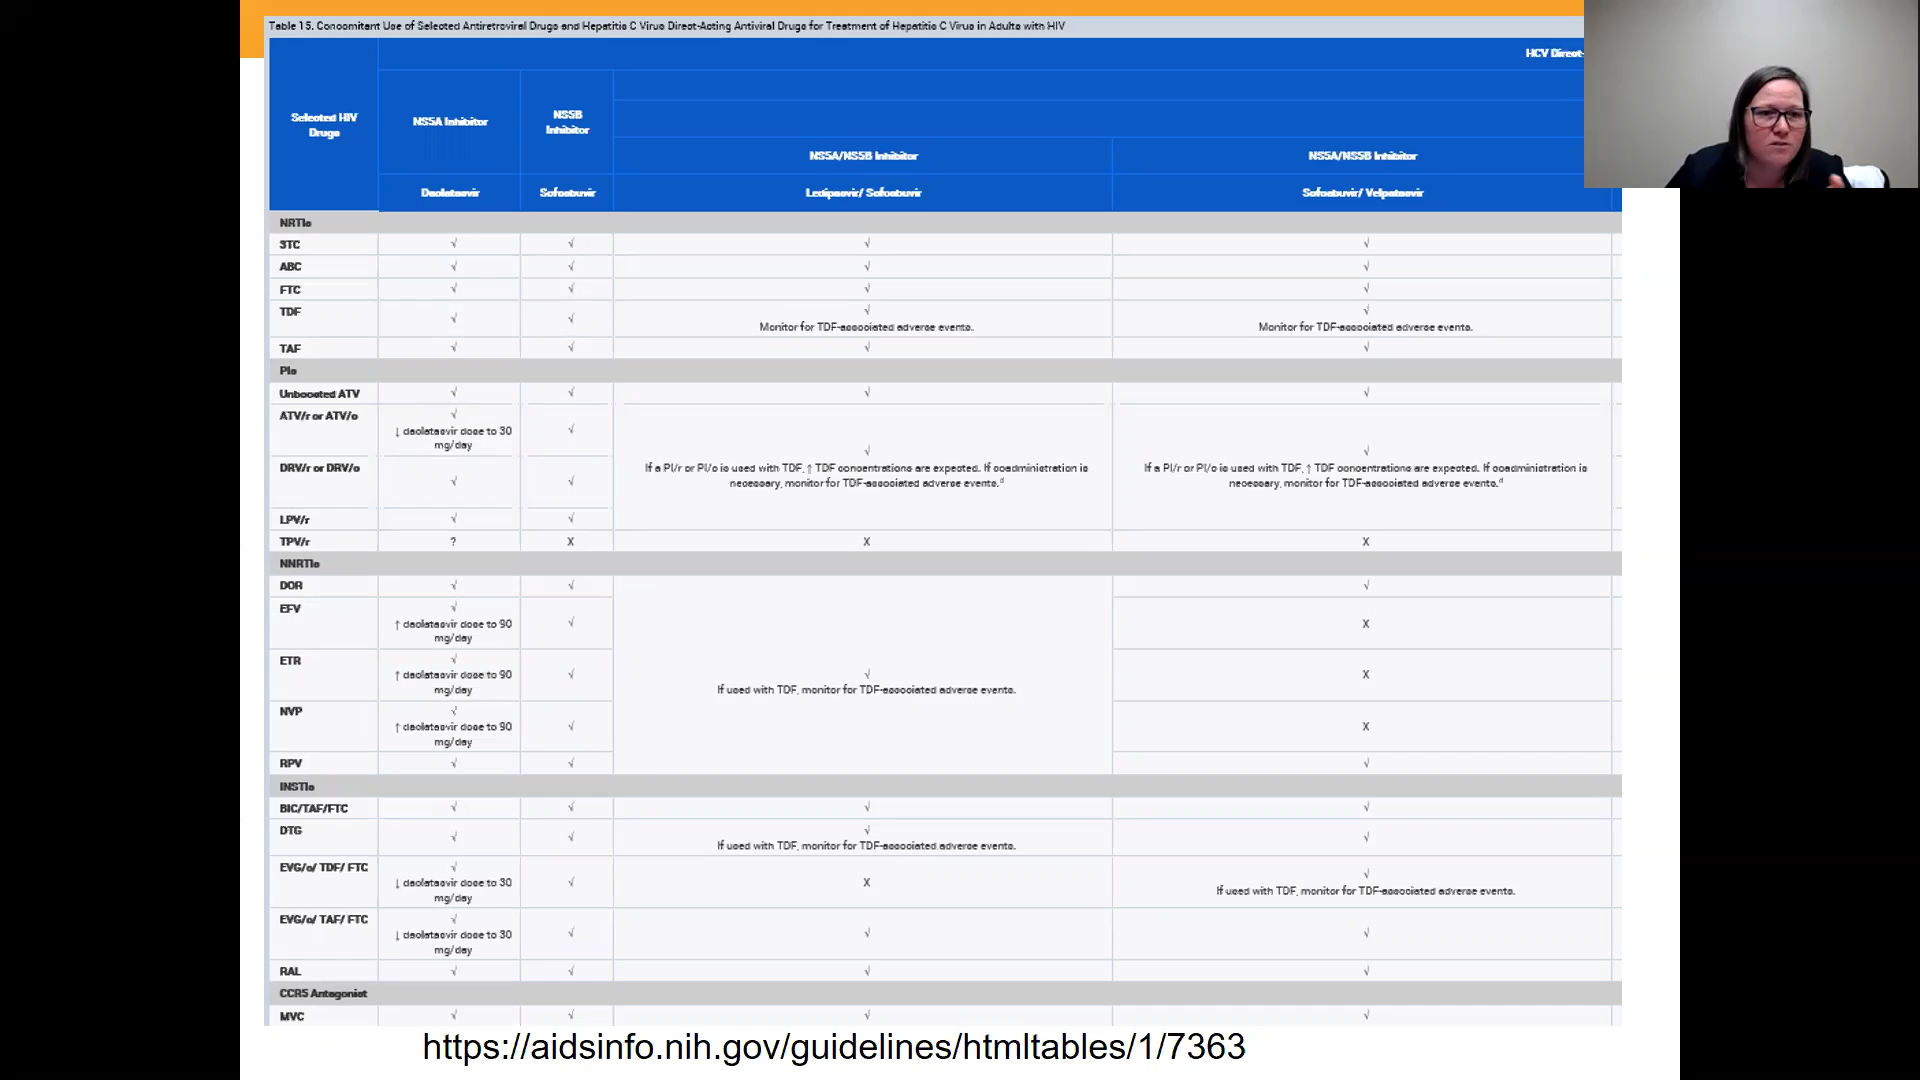 Table 15. Concomitant Use of Selected Antiretroviral Drugs and Hepatitis C Virus Direct-Acting Antiviral Drugs for Treatment of Hepatitis C Virus in Adults with HIV
HCV Direct-
Selected HIV
Drugs
NS5A Inhibitor
NS5B
Inhibitor
NS5A/NS5B Inhibitor
NS5A/NS5B Inhibitor
Daclatasvir
Sofosbuvir
Ledipasvir/ Sofosbuvir
Sofosbuvir/ Velpatasvir
NRTIs
3TC √ √ √ √
ABC √ √ √ √
FTC √ √ √ √
TDF √ √ √ √
Monitor for TDF-associated adverse events.
Monitor for TDF-associated adverse events.
TAF √ √ √ √
PIs
Unboosted ATV √ √ √ √
ATV/r or ATV/c √ √
↓ daclatasvir dose to 30
mg/day
DRV/r or DRV/c √ √
√
If a PI/r or PI/c is used with TDF, ↑ TDF concentrations are expected. If coadministration is
necessary, monitor for TDF-associated adverse events.d
√
If a PI/r or PI/c is used with TDF, ↑ TDF concentrations are expected. If coadministration is
necessary, monitor for TDF-associated adverse events.d
LPV/r √ √
TPV/r ? X X X
NNRTIs
DOR √ √ √
EFV √ √ X
↑ daclatasvir dose to 90
mg/day
ETR √ √ X
↑ daclatasvir dose to 90
mg/day
√
If used with TDF, monitor for TDF-associated adverse events.
NVP √ √ X
↑ daclatasvir dose to 90
mg/day
RPV √ √ √
INSTIs
BIC/TAF/FTC √ √ √ √
DTG √ √ √ √
If used with TDF, monitor for TDF-associated adverse events.
EVG/c/ TDF/ FTC √ √ X √
↓ daclatasvir dose to 30
mg/day
If used with TDF, monitor for TDF-associated adverse events.
EVG/c/ TAF/ FTC √ √ √ √
↓ daclatasvir dose to 30
mg/day
RAL √ √ √ √
CCR5 Antagonist
MVC √ √ √ √
https://aidsinfo.nih.gov/guidelines/htmltables/1/7363